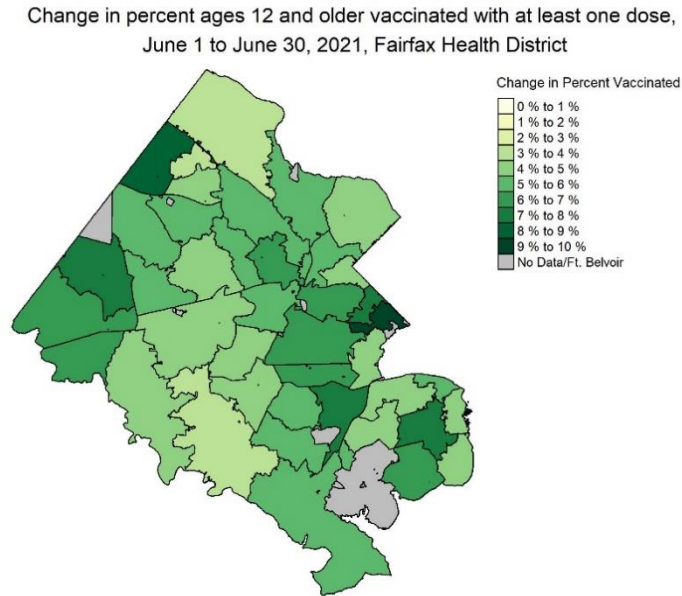 Change in percent ages 12 and older vaccinated with at least one dose,
June 1 to June 30, 2021, Fairfax Health District
Change in Percent Vaccinated
0 % to 1 %
1 % to 2 %
2 % to 3 %
3 % to 4 %
4 % to 5 %
5 % to 6 %
6 % to 7 %
7 % to 8 %
8 % to 9 %
9 % to 10 %
No Data/Ft. Belvoir